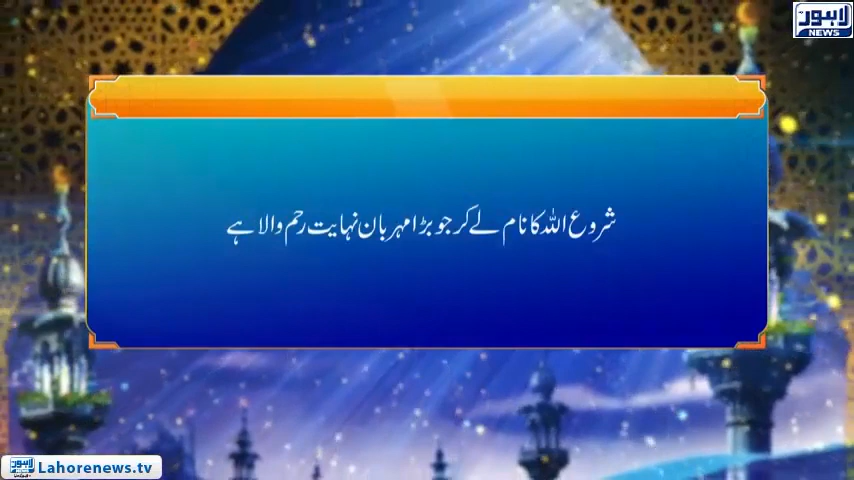 لاہور
NEWS
شروع اللہ کا نام لے کر جو بڑا مہربان نہایت رحم والا ہے
Lahorenews.tv